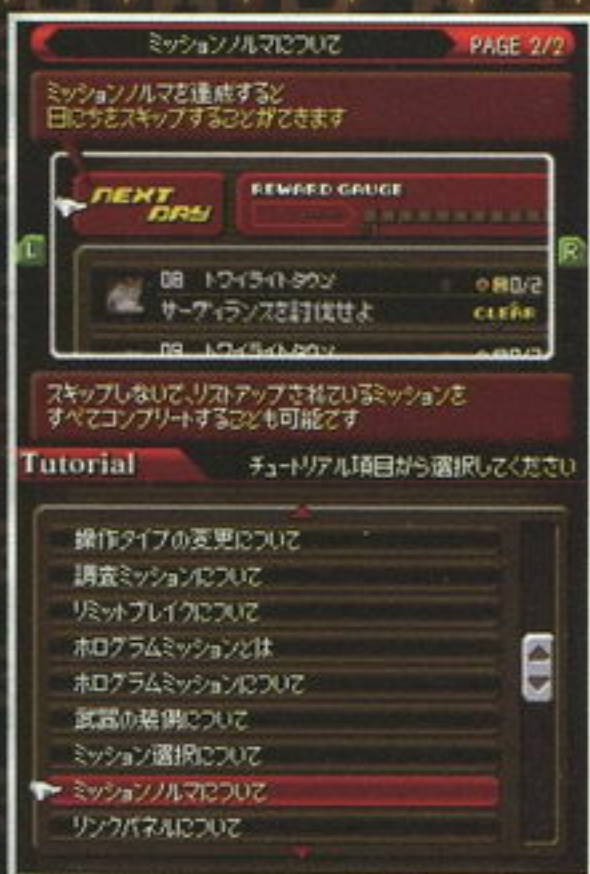 ミッションノルマについて
PAGE 2/2
ミッションノルマを達成すると
日にちをスキップすることができます
NEXT
DAY
REWARD GAUGE
L
R
08 トワイライトタウン
0/2
サーヴィランスを討伐せよ
CLEAR
09 トワイライトタウン
スキップしないで、リストアップされているミッションを
すべてコンプリートすることも可能です
Tutorial
チュートリアル項目から選択してください
操作タイプの変更について
調査ミッションについて
リミットブレイクについて
ホログラムミッションとは
ホログラムミッションについて
武器の装備について
ミッション選択について
ミッションノルマについて
リンクパネルについて